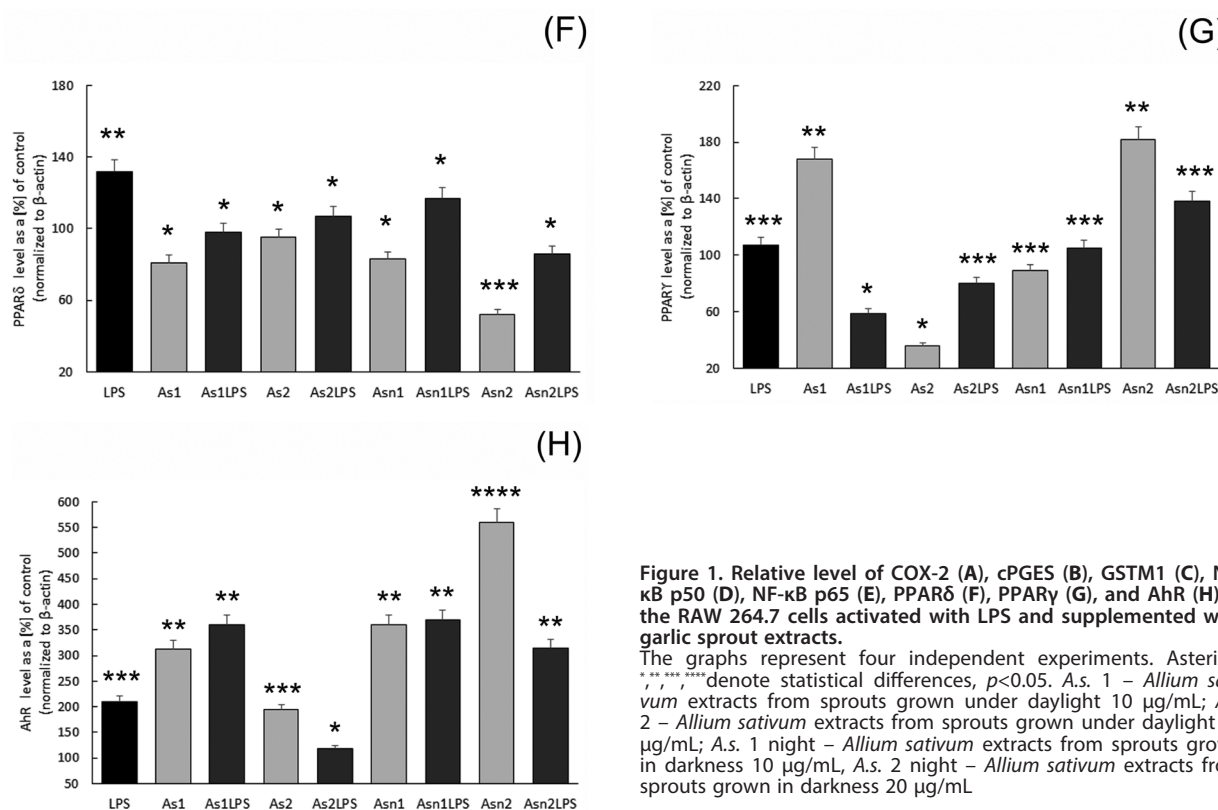 (F)
180
140
100
60
20
PPARδ level as a [%] of control
(normalized to β-actin)
**
*
*
*
*
*
*
***
*
LPS As1 As1LPS As2 As2LPS Asn1 Asn1LPS Asn2 Asn2LPS
(G)
220
180
140
100
60
20
PPARY level as a [%] of control
(normalized to β-actin)
***
**
*
*
***
***
***
**
***
LPS As1 As1LPS As2 As2LPS Asn1 Asn1LPS Asn2 Asn2LPS
(H)
600
550
500
450
400
350
300
250
200
150
100
50
AhR level as a [%] of control
(normalized to β-actin)
***
**
**
***
*
**
**
****
**
LPS As1 As1LPS As2 As2LPS Asn1 Asn1LPS Asn2 Asn2LPS
Figure 1. Relative level of COX-2 (A), cPGES (B), GSTM1 (C),
κB p50 (D), NF-κB p65 (E), PPARδ (F), PPARγ (G), and AhR (H)
the RAW 264.7 cells activated with LPS and supplemented
garlic sprout extracts.
The graphs represent four independent experiments.
*,**,***,****denote statistical differences, p<0.05. A.s. 1 – Allium
vum extracts from sprouts grown under daylight 10 µg/mL;
2 – Allium sativum extracts from sprouts grown under daylight
µg/mL; A.s. 1 night – Allium sativum extracts from sprouts
in darkness 10 µg/mL, A.s. 2 night – Allium sativum extracts
sprouts grown in darkness 20 µg/mL